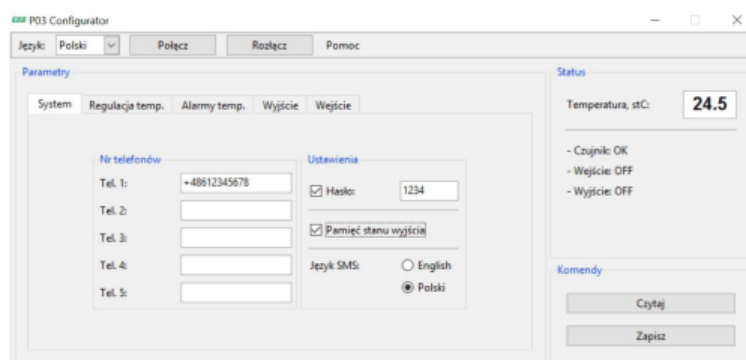 P03 Configurator
Język: Polski Połącz Rozłącz Pomoc
Parametry
System Regulacja temp. Alarmy temp. Wyjście Wejście
Nr telefonów
Tel. 1: +48612345678
Tel. 2:
Tel. 3:
Tel. 4:
Tel. 5:
Ustawienia
Hasło: 1234
Pamięć stanu wyjścia
Język SMS: English
Polski
Status
Temperatura, stC: 24.5
- Czujnik: OK
- Wejście: OFF
- Wyjście: OFF
Komendy
Czytaj
Zapisz